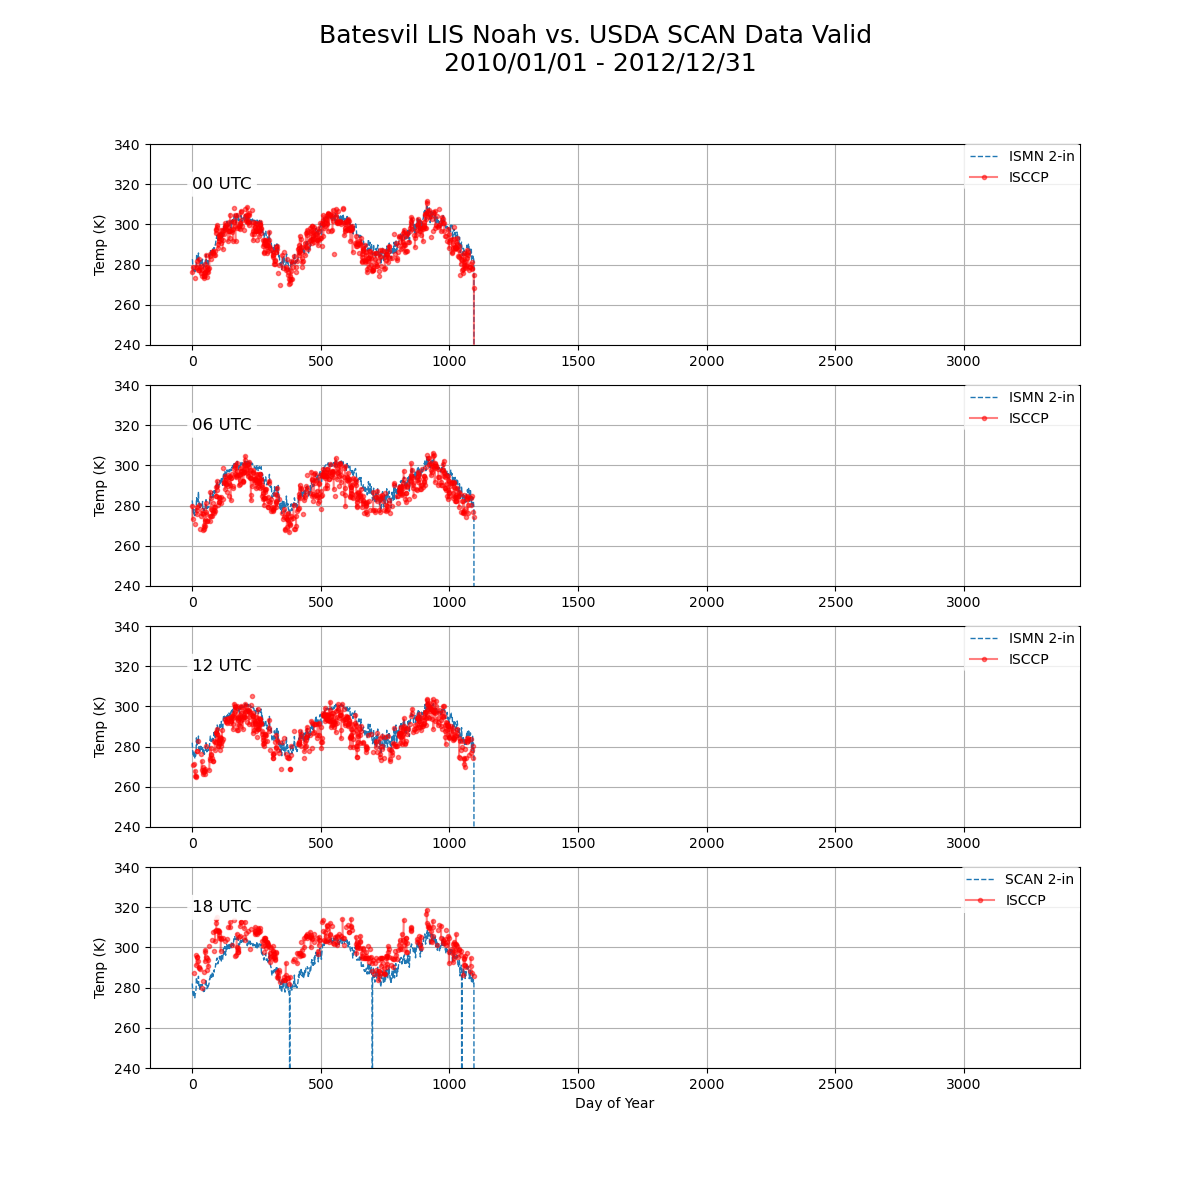 Batesvil LIS Noah vs. USDA SCAN Data Valid
2010/01/01 - 2012/12/31
340
320
300
280
260
240
Temp (K)
00 UTC
ISMN 2-in
ISCCP
0 500 1000 1500 2000 2500 3000
340
320
300
280
260
240
Temp (K)
06 UTC
ISMN 2-in
ISCCP
0 500 1000 1500 2000 2500 3000
340
320
300
280
260
240
Temp (K)
12 UTC
ISMN 2-in
ISCCP
0 500 1000 1500 2000 2500 3000
340
320
300
280
260
240
Temp (K)
18 UTC
SCAN 2-in
ISCCP
0 500 1000 1500 2000 2500 3000
Day of Year